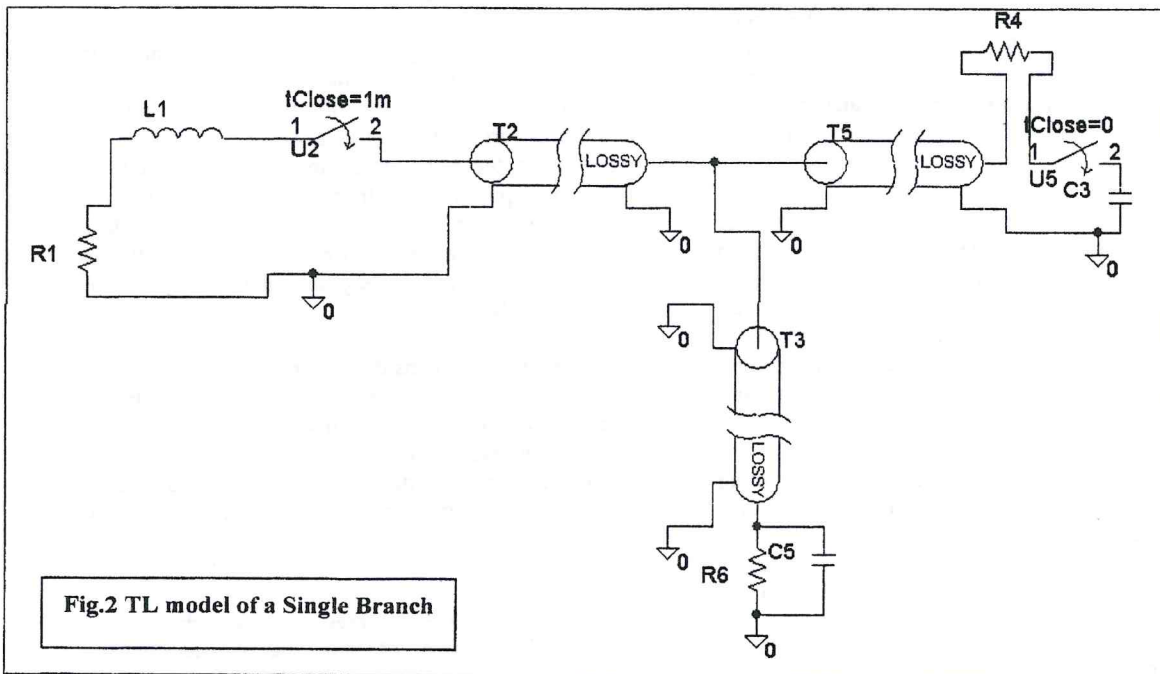 R4
L1
tClose=1m
1
2
U2
T2
LOSSY
T5
LOSSY
tClose=0
1
2
U5
C3
R1
0
0
0
0
0
T3
LOSSY
0
C5
R6
0
Fig.2 TL model of a Single Branch